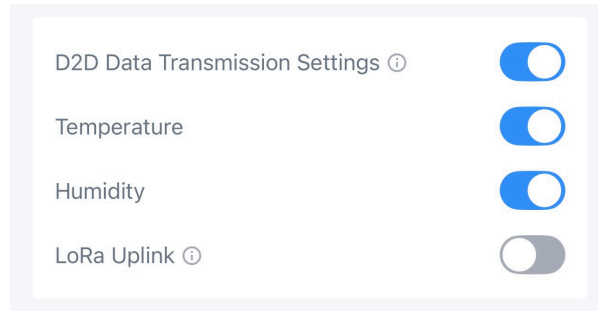 D2D Data Transmission Settings
Temperature
Humidity
LoRa Uplink